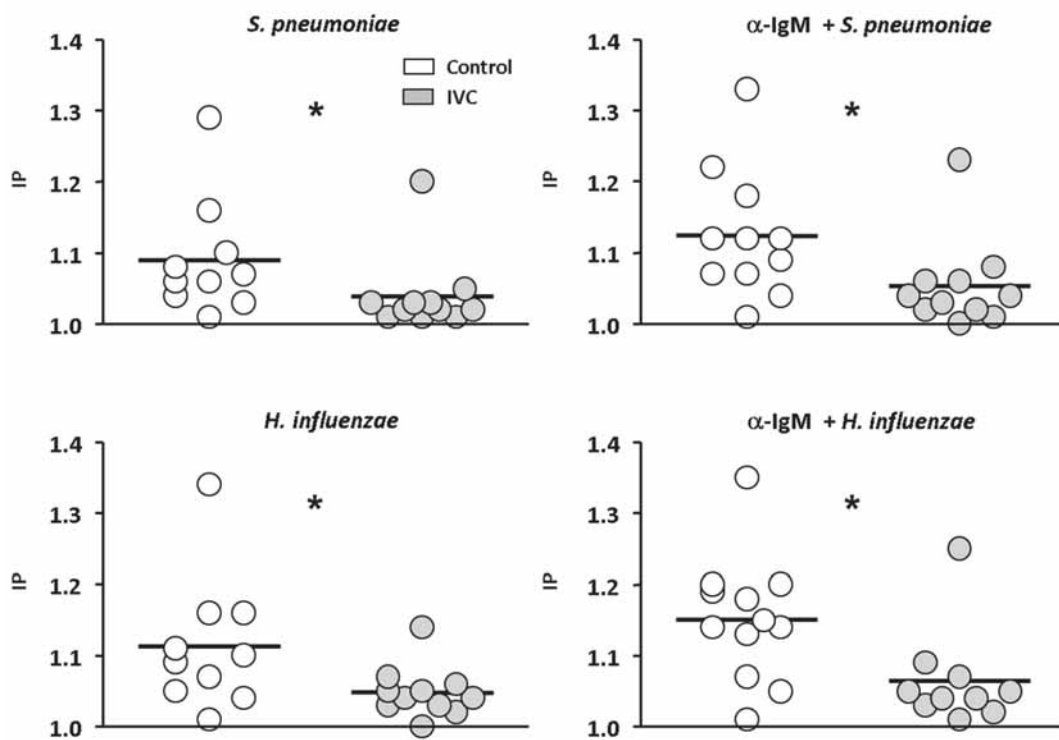 S. pneumoniae
1.4
1.3
1.2
1.1
1.0
IP
Control
IVC
*
α-IgM + S. pneumoniae
1.4
1.3
1.2
1.1
1.0
IP
*
H. influenzae
1.4
1.3
1.2
1.1
1.0
IP
*
α-IgM + H. influenzae
1.4
1.3
1.2
1.1
1.0
IP
*